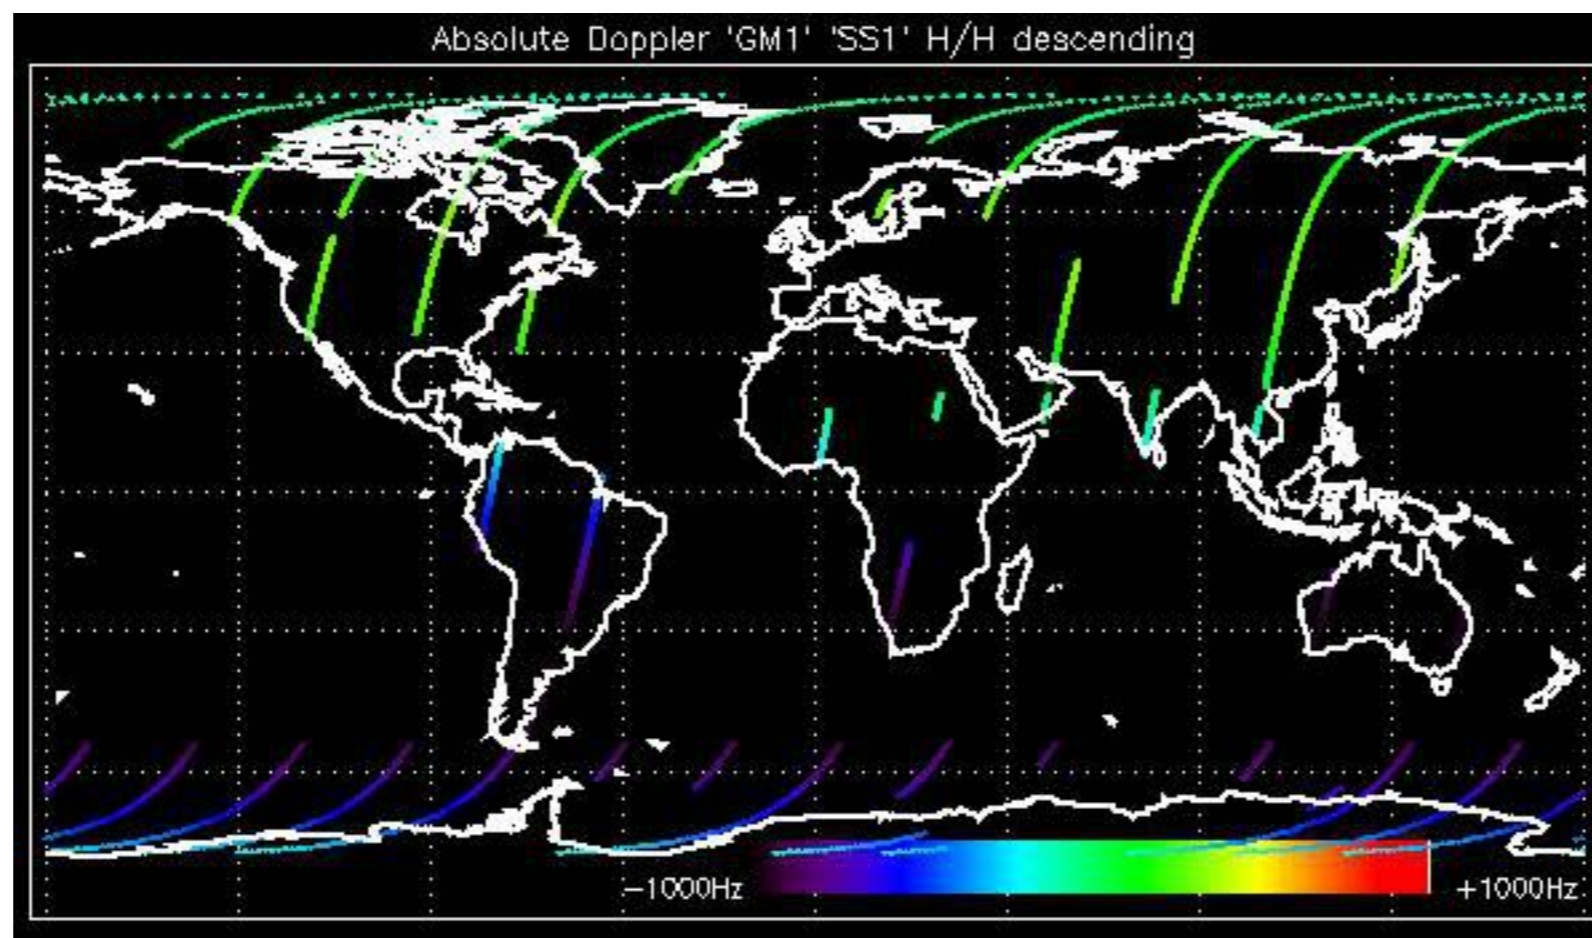 Absolute Doppler 'GM1' 'SS1' H/H descending
−1000Hz +1000Hz